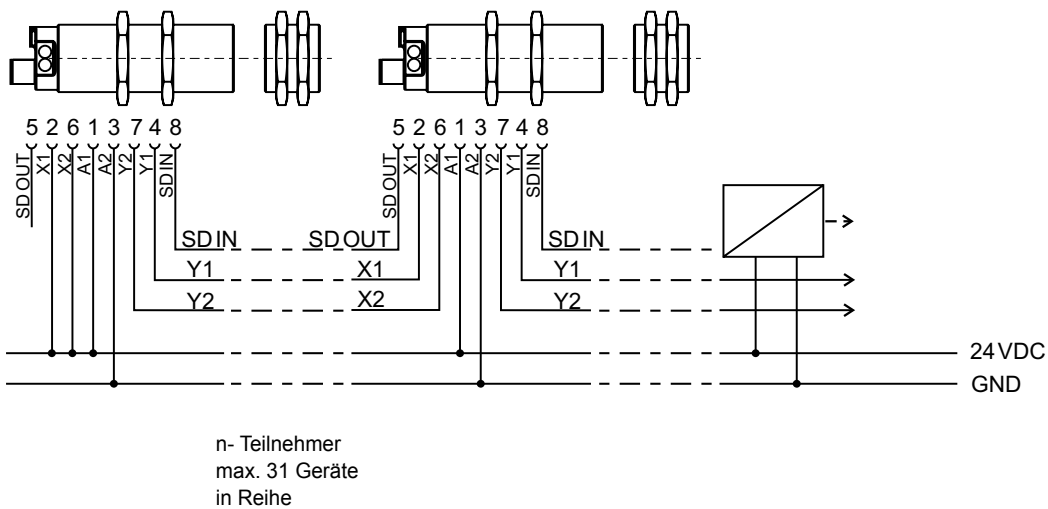 5 2 6 1 3 7 4 8
SD OUT X1 X2 A1 A2 Y2 Y1 SD IN
5 2 6 1 3 7 4 8
SD OUT X1 X2 A1 A2 Y2 Y1 SD IN
SD IN SD OUT SD IN
Y1 X1 Y1
Y2 X2 Y2
24 VDC
GND
n- Teilnehmer
max. 31 Geräte
in Reihe